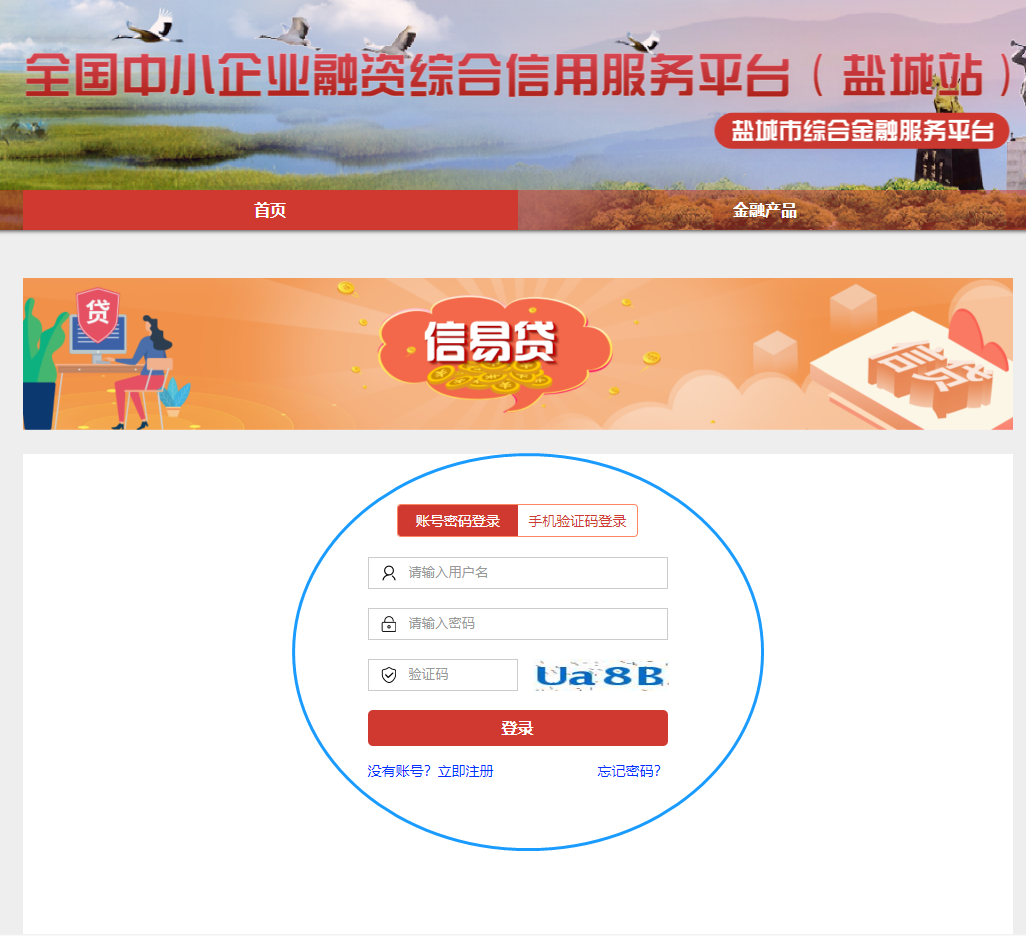 全国中小企业融资综合信用服务平台（盐城站）
盐城市综合金融服务平台
首页 金融产品
贷
信易贷
账号密码登录 手机验证码登录
请输入用户名
请输入密码
验证码 Ua8B
登录
没有账号？立即注册 忘记密码？